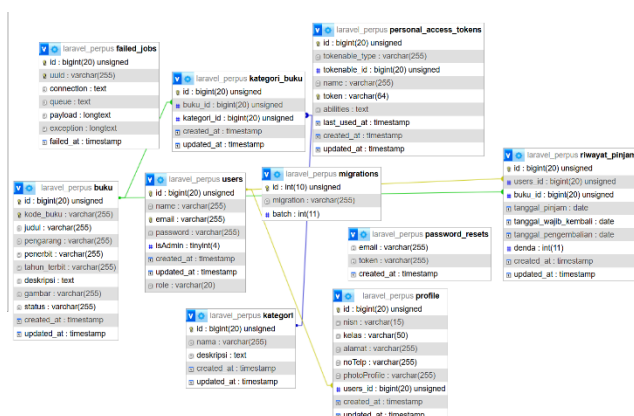 laravel_perpus failed_jobs
id : bigint(20) unsigned
uuid : varchar(255)
connection : text
queue : text
payload : longtext
exception : longtext
failed_at : timestamp
laravel_perpus kategori_buku
id : bigint(20) unsigned
buku_id : bigint(20) unsigned
kategori_id : bigint(20) unsigned
created_at : timestamp
updated_at : timestamp
laravel_perpus personal_access_tokens
id : bigint(20) unsigned
tokenable_type : varchar(255)
tokenable_id : bigint(20) unsigned
name : varchar(255)
token : varchar(64)
abilities : text
last_used_at : timestamp
created_at : timestamp
updated_at : timestamp
laravel_perpus buku
id : bigint(20) unsigned
kode_buku : varchar(255)
judul : varchar(255)
pengarang : varchar(255)
penerbit : varchar(255)
tahun_terbit : varchar(255)
deskripsi : text
gambar : varchar(255)
status : varchar(255)
created_at : timestamp
updated_at : timestamp
laravel_perpus users
id : bigint(20) unsigned
name : varchar(255)
email : varchar(255)
password : varchar(255)
isAdmin : tinyint(4)
created_at : timestamp
updated_at : timestamp
role : varchar(20)
laravel_perpus migrations
id : int(10) unsigned
migration : varchar(255)
batch : int(11)
laravel_perpus riwayat_pinjam
id : bigint(20) unsigned
users_id : bigint(20) unsigned
buku_id : bigint(20) unsigned
tanggal_pinjam : date
tanggal_wajib_kembali : date
tanggal_pengembalian : date
denda : int(11)
created_at : timestamp
updated_at : timestamp
laravel_perpus password_resets
email : varchar(255)
token : varchar(255)
created_at : timestamp
laravel_perpus kategori
id : bigint(20) unsigned
nama : varchar(255)
deskripsi : text
created_at : timestamp
updated_at : timestamp
laravel_perpus profile
id : bigint(20) unsigned
nisn : varchar(15)
kelas : varchar(50)
alamat : varchar(255)
noTelp : varchar(255)
photoProfile : varchar(255)
users_id : bigint(20) unsigned
created_at : timestamp
updated_at : timestamp